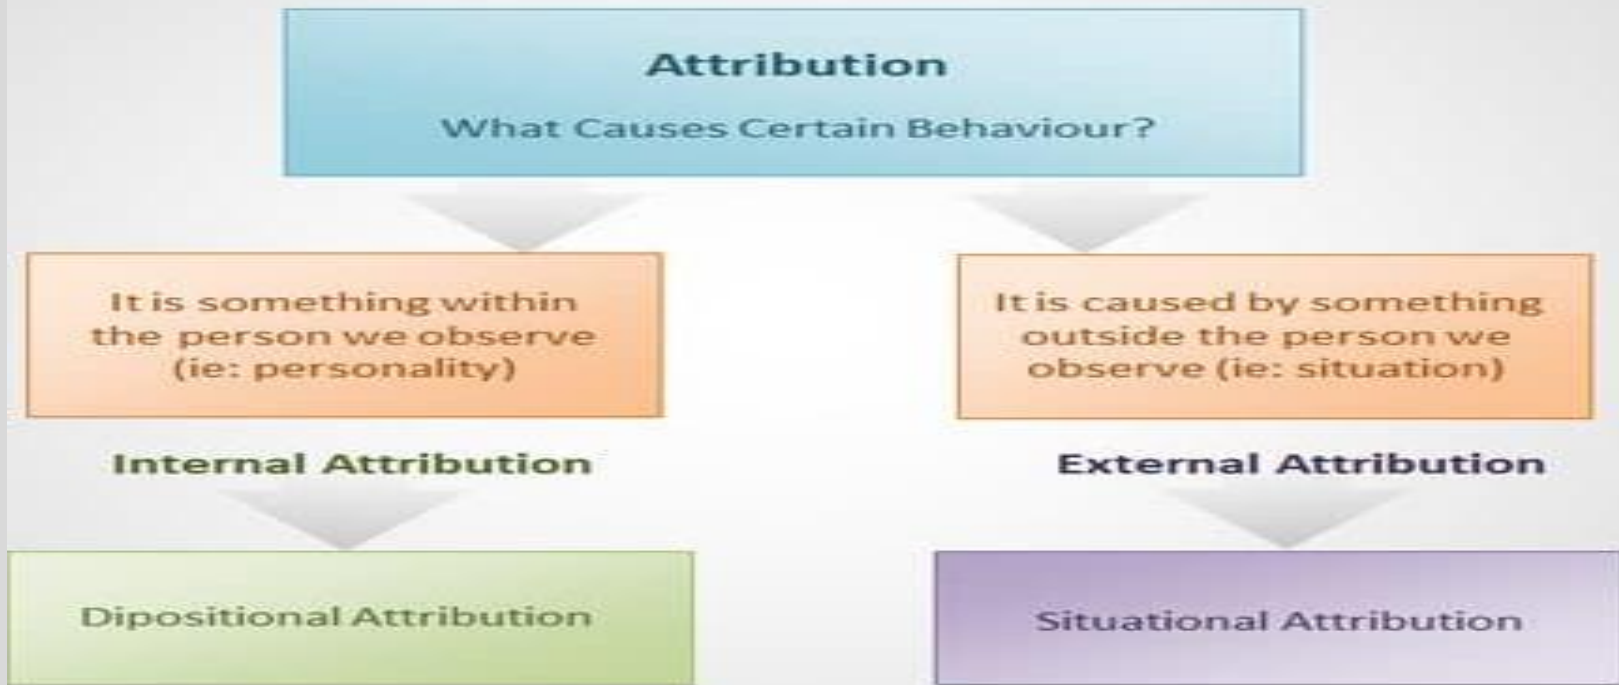 Attribution
What Causes Certain Behaviour?
It is something within
the person we observe
(ie: personality)
It is caused by something
outside the person we
observe (ie: situation)
Internal Attribution
External Attribution
Dipositional Attribution
Situational Attribution